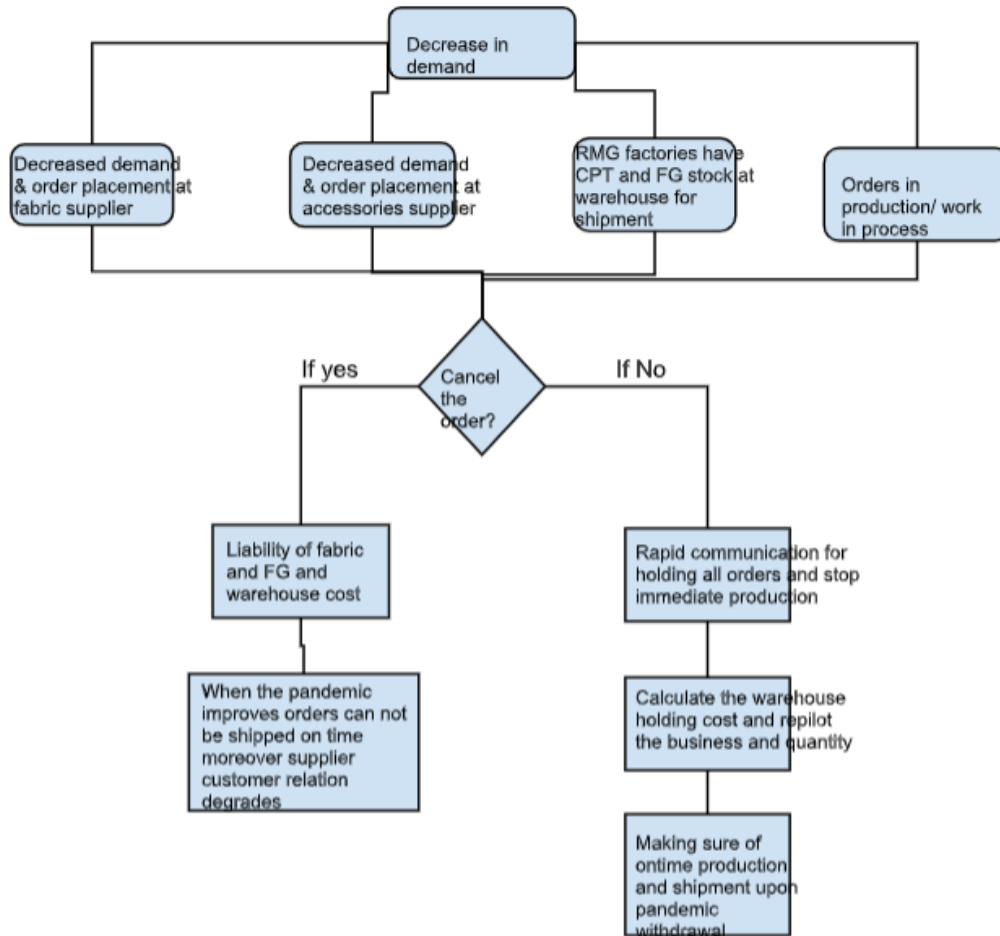 Decrease in
demand
Decreased demand
& order placement at
fabric supplier
Decreased demand
& order placement at
accessories supplier
RMG factories have
CPT and FG stock at
warehouse for
shipment
Orders in
production/ work
in process
Cancel
the
order?
If yes
If No
Liability of fabric
and FG and
warehouse cost
When the pandemic
improves orders can not
be shipped on time
moreover supplier
customer relation
degrades
Rapid communication for
holding all orders and stop
immediate production
Calculate the warehouse
holding cost and repilot
the business and quantity
Making sure of
ontime production
and shipment upon
pandemic
withdrawal